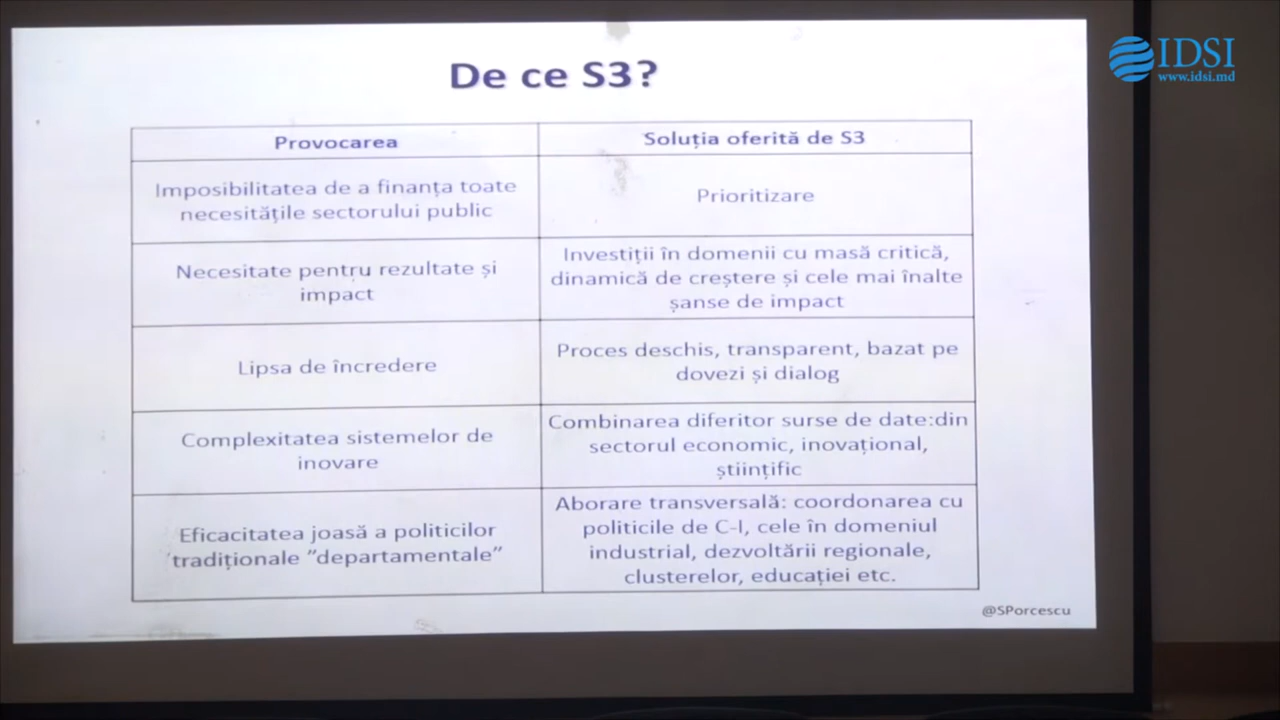 IDSI
www.idsi.md
De ce S3?
Provocarea
Soluția oferită de S3
Imposibilitatea de a finanța toate
necesitățile sectorului public
Prioritizare
Necesitate pentru rezultate și
impact
Investiții în domenii cu masă critică,
dinamică de creștere și cele mai înalte
șanse de impact
Lipsa de încredere
Proces deschis, transparent, bazat pe
dovezi și dialog
Complexitatea sistemelor de
inovare
Combinarea diferitor surse de date:din
sectorul economic, inovațional,
științific
Eficacitatea joasă a politicilor
tradiționale ”departamentale”
Aborare transversală: coordonarea cu
politicile de C-I, cele în domeniul
industrial, dezvoltării regionale,
clusterelor, educației etc.
@SPorcescu